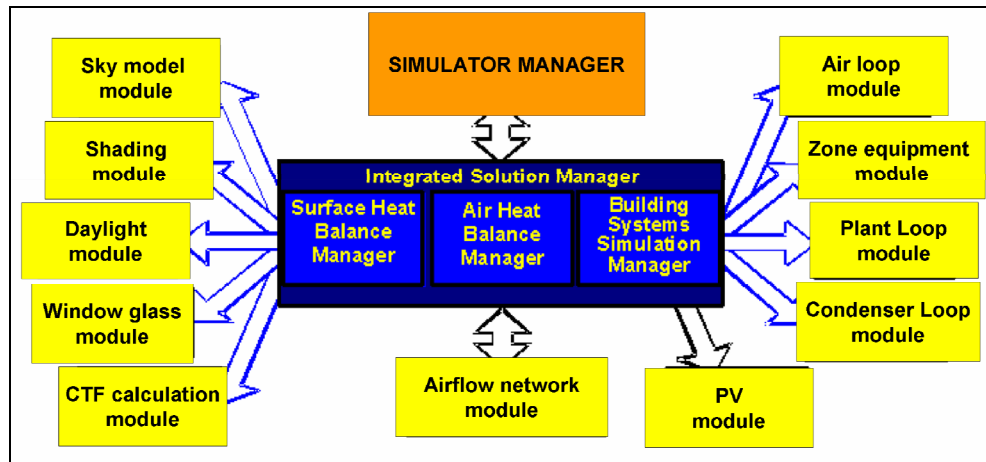 SIMULATOR MANAGER
Sky model
module
Shading
module
Daylight
module
Window glass
module
CTF calculation
module
Integrated Solution Manager
Surface Heat
Balance
Manager
Air Heat
Balance
Manager
Building
Systems
Simulation
Manager
Airflow network
module
PV
module
Air loop
module
Zone equipment
module
Plant Loop
module
Condenser Loop
module